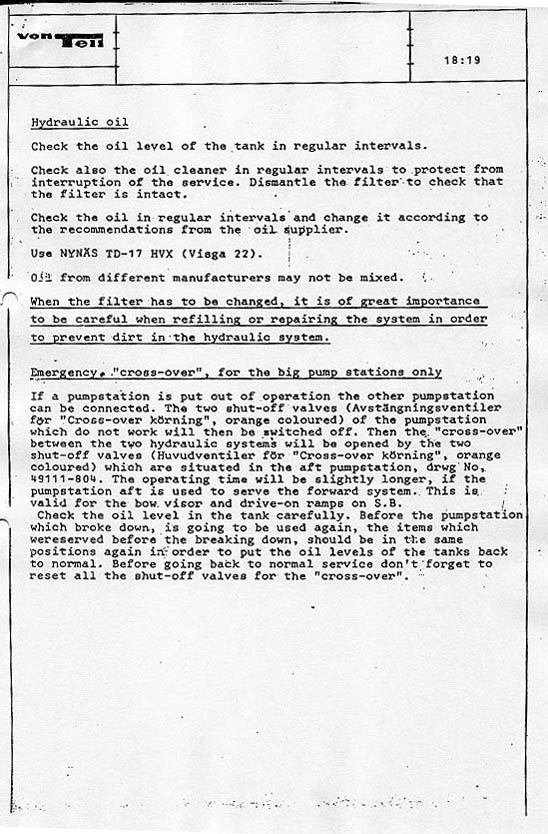 von
Tell
18:19
Hydraulic oil
Check the oil level of the tank in regular intervals.
Check also the oil cleaner in regular intervals to protect from
interruption of the service. Dismantle the filter to check that
the filter is intact.
Check the oil in regular intervals and change it according to
the recommendations from the oil supplier.
Use NYNÄS TD-17 HVX (Visga 22).
Oil from different manufacturers may not be mixed.
When the filter has to be changed, it is of great importance
to be careful when refilling or repairing the system in order
to prevent dirt in the hydraulic system.
Emergency, "cross-over", for the big pump stations only
If a pumpstation is put out of operation the other pumpstation
can be connected. The two shut-off valves (Avstängningsventiler
för "Cross-over körning", orange coloured) of the pumpstation
which do not work will then be switched off. Then the "cross-over"
between the two hydraulic systems will be opened by the two
shut-off valves (Huvudventiler för "Cross-over körning", orange
coloured) which are situated in the aft pumpstation, drwg No.
49111-804. The operating time will be slightly longer, if the
pumpstation aft is used to serve the forward system. This is
valid for the bow visor and drive-on ramps on S.B.
Check the oil level in the tank carefully. Before the pumpstation
which broke down, is going to be used again, the items which
wereserved before the breaking down, should be in the same
positions again in order to put the oil levels of the tanks back
to normal. Before going back to normal service don't forget to
reset all the shut-off valves for the "cross-over".